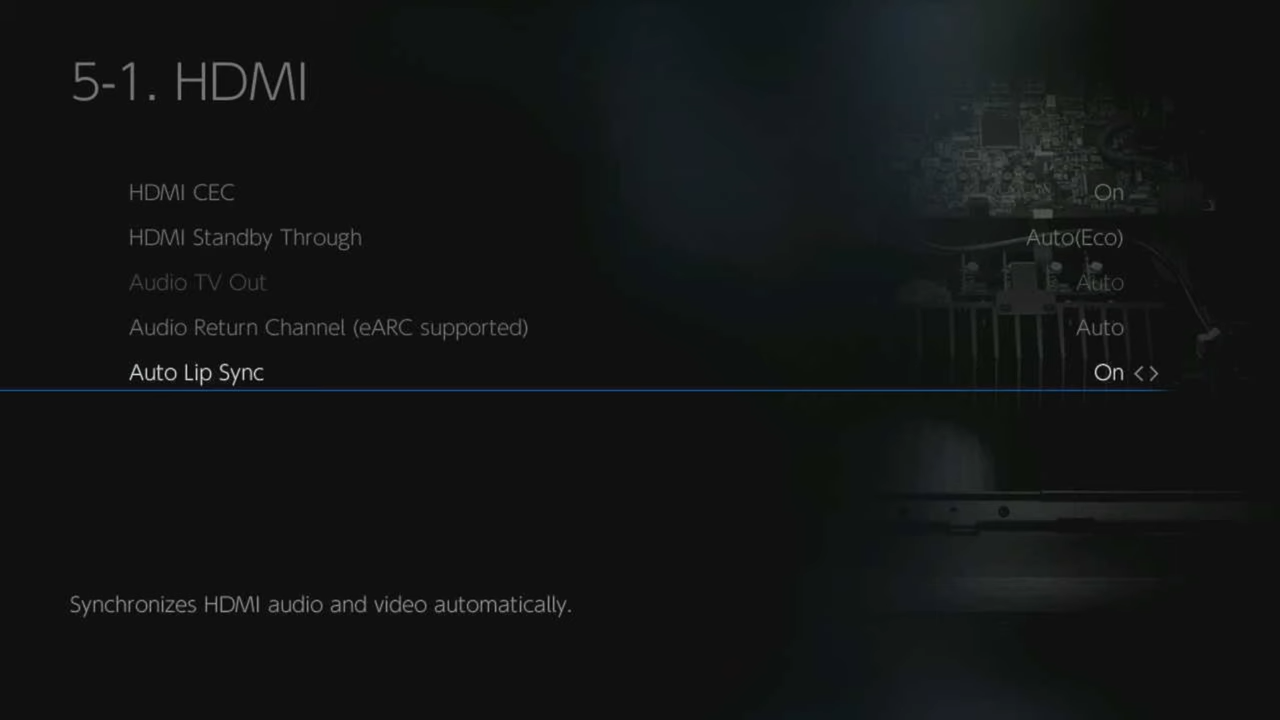 5-1. HDMI
HDMI CEC On
HDMI Standby Through Auto(Eco)
Audio TV Out Auto
Audio Return Channel (eARC supported) Auto
Auto Lip Sync On < >
Synchronizes HDMI audio and video automatically.